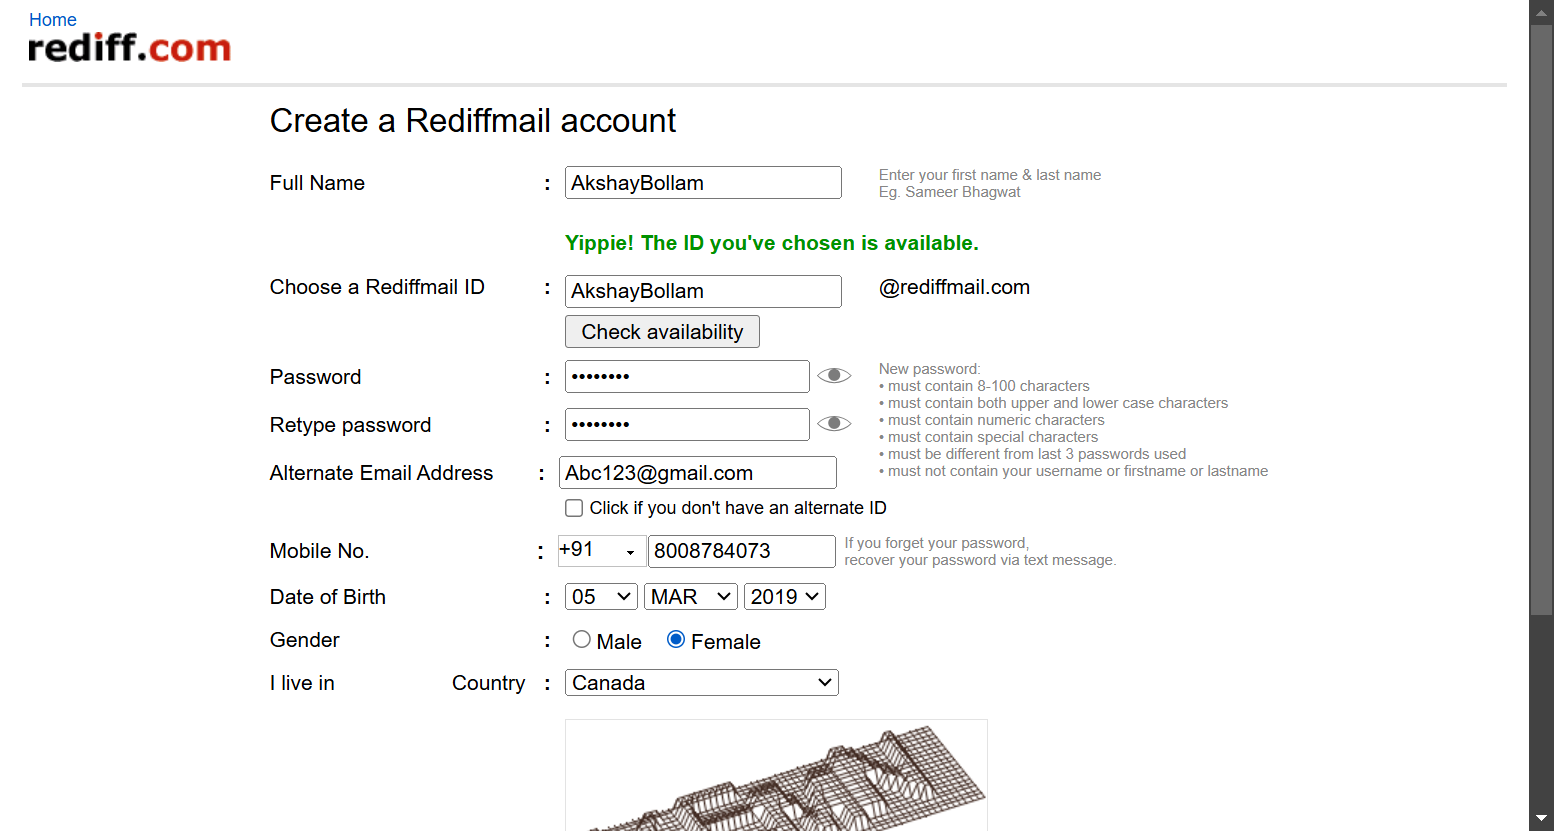 Home
rediff.com
Create a Rediffmail account
Full Name : AkshayBollam Enter your first name & last name
Eg. Sameer Bhagwat
Yippie! The ID you've chosen is available.
Choose a Rediffmail ID : AkshayBollam @rediffmail.com
Check availability
Password : •••••••• New password:
• must contain 8-100 characters
• must contain both upper and lower case characters
• must contain numeric characters
Retype password : ••••••••
• must contain special characters
• must be different from last 3 passwords used
• must not contain your username or firstname or lastname
Alternate Email Address : Abc123@gmail.com
Click if you don't have an alternate ID
Mobile No. : +91 8008784073 If you forget your password,
recover your password via text message.
Date of Birth : 05 MAR 2019
Gender : Male Female
I live in Country : Canada